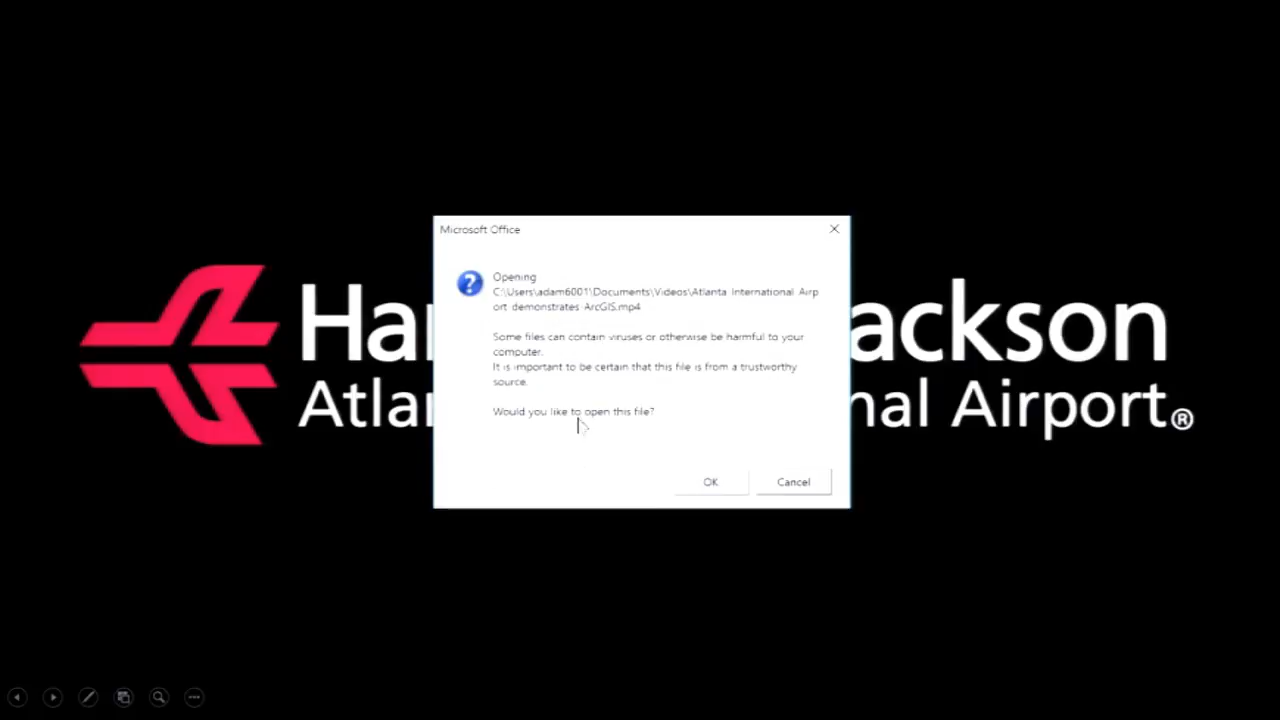 Microsoft Office
Opening
C:\Users\adam6001\Documents\Videos\Atlanta International Airp
ort demonstrates ArcGIS.mp4
Some files can contain viruses or otherwise be harmful to your
computer.
It is important to be certain that this file is from a trustworthy
source.
Would you like to open this file?
OK Cancel
Har ackson
Atlan nal Airport®